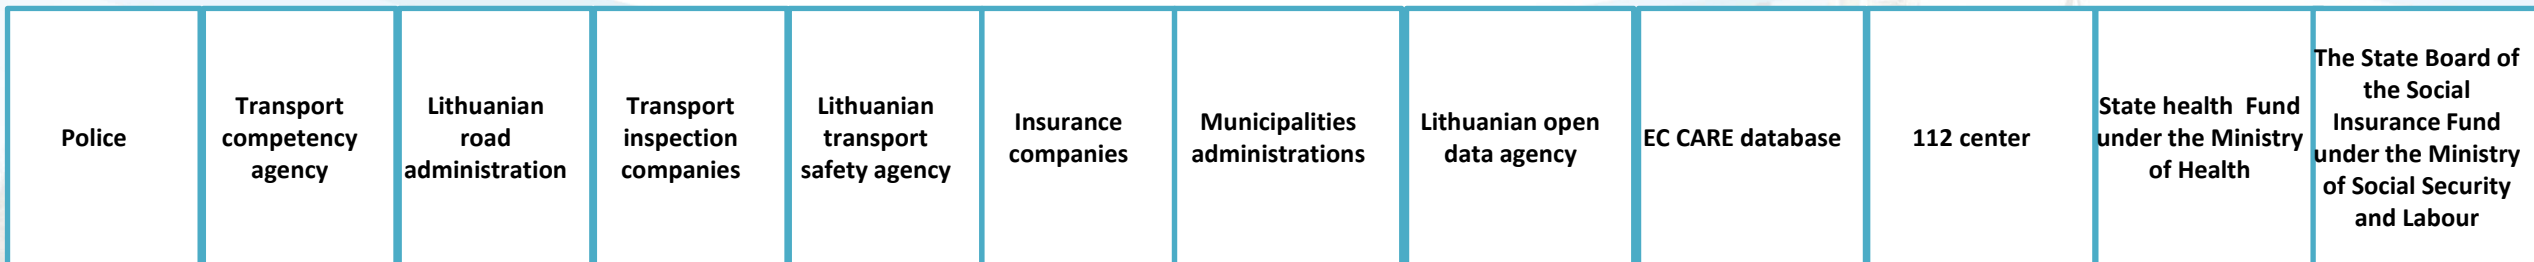 Police
Transport
competency
agency
Lithuanian
road
administration
Transport
inspection
companies
Lithuanian
transport
safety agency
Insurance
companies
Municipalities
administrations
Lithuanian open
data agency
EC CARE database
112 center
State health  Fund
under the Ministry
of Health
The State Board of
the Social
Insurance Fund
under the Ministry
of Social Security
and Labour